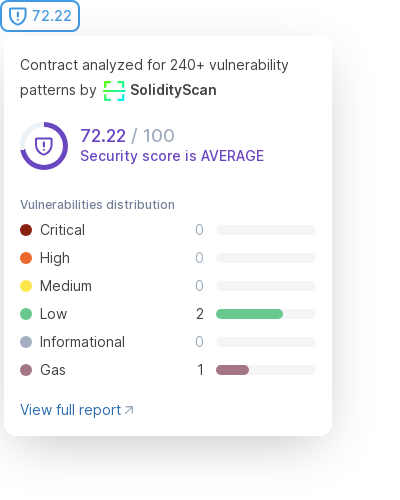 72.22
Contract analyzed for 240+ vulnerability
patterns by SolidityScan
72.22 / 100
Security score is AVERAGE
Vulnerabilities distribution
Critical 0
High 0
Medium 0
Low 2
Informational 0
Gas 1
View full report